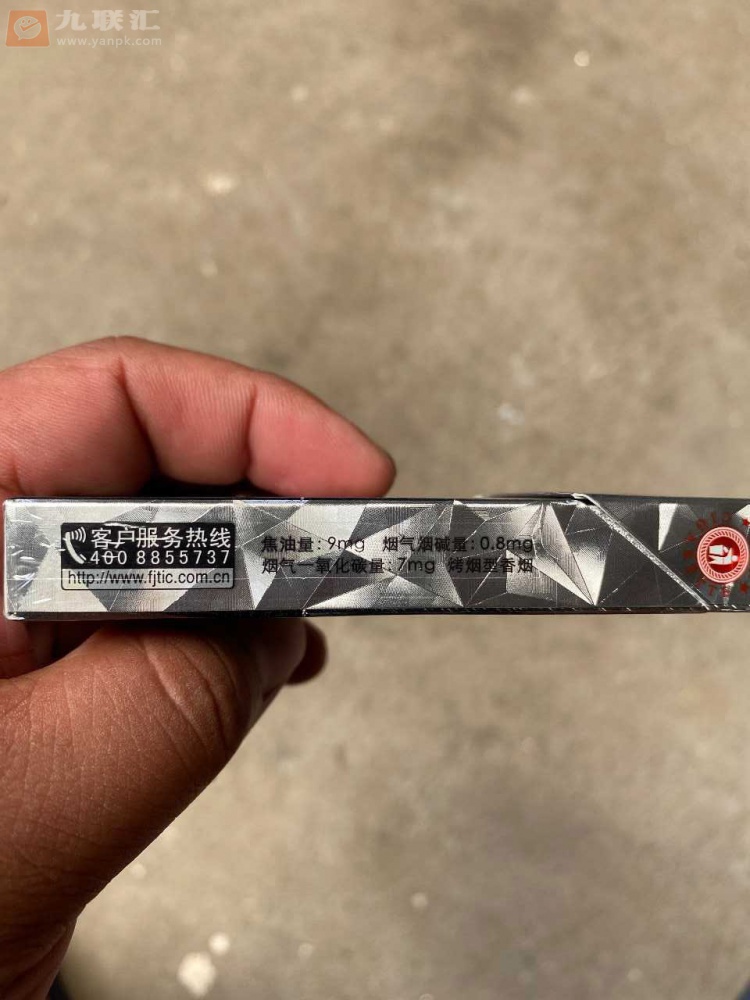 九联汇
www.yanpk.com
客户服务热线
400 8855737
http://www.fjtic.com.cn
焦油量：9mg 烟气烟碱量：0.8mg
烟气一氧化碳量：7mg 烤烟型香烟